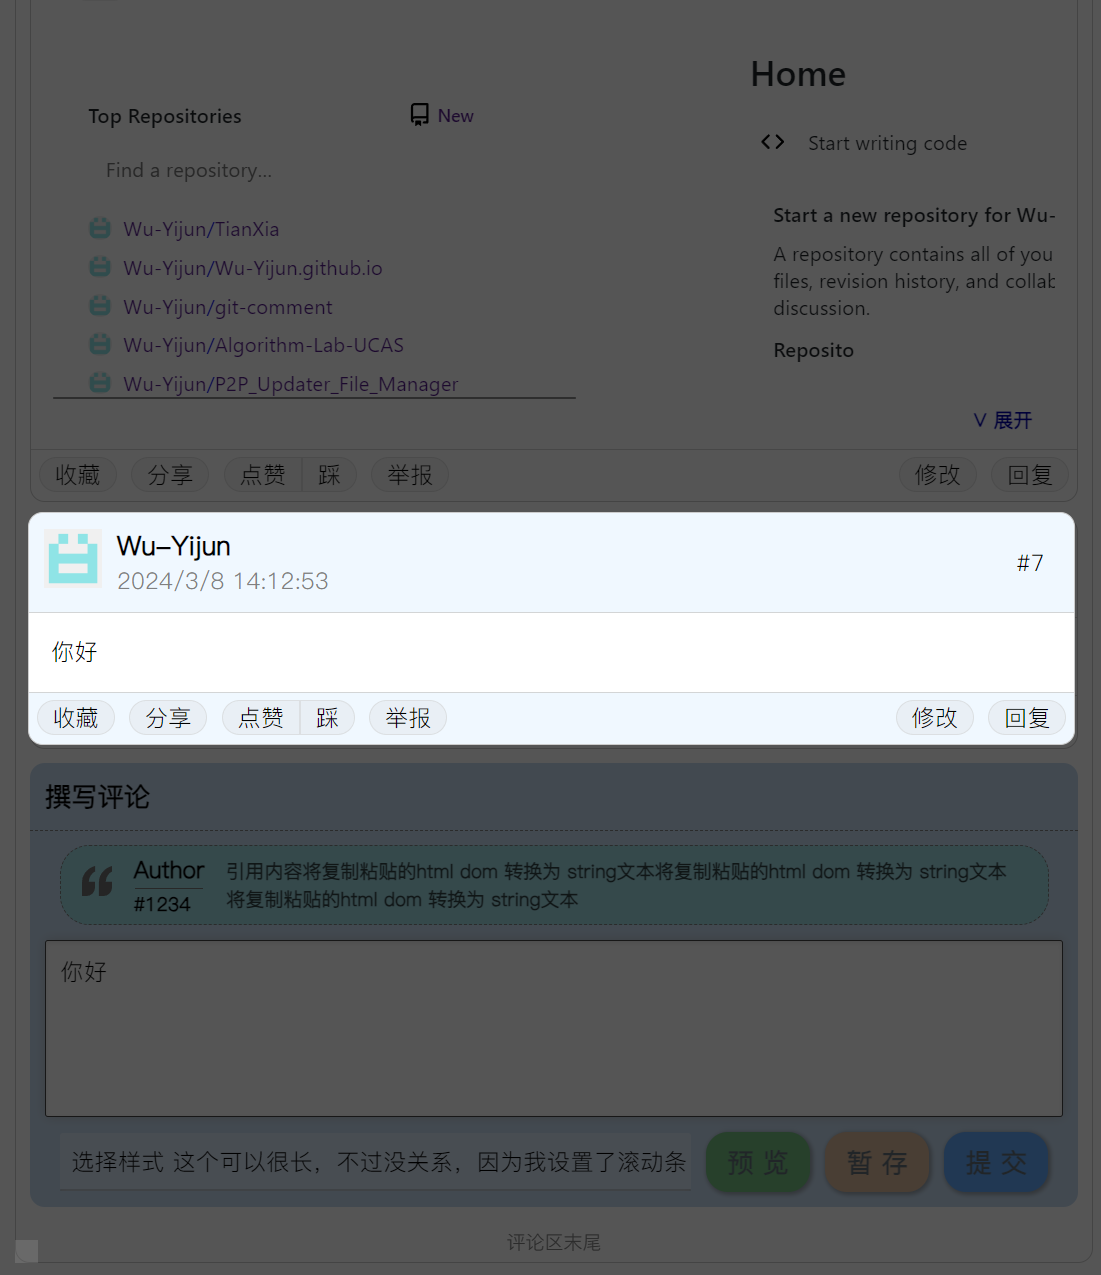 Home
Top Repositories
New
Find a repository...
Start writing code
Wu-Yijun/TianXia
Wu-Yijun/Wu-Yijun.github.io
Wu-Yijun/git-comment
Wu-Yijun/Algorithm-Lab-UCAS
Wu-Yijun/P2P_Updater_File_Manager
Start a new repository for Wu-
A repository contains all of you
files, revision history, and collab
discussion.
Reposito
∨ 展开
收藏 分享 点赞 踩 举报 修改 回复
Wu-Yijun
2024/3/8 14:12:53
#7
你好
收藏 分享 点赞 踩 举报 修改 回复
撰写评论
Author
#1234
引用内容将复制粘贴的html dom 转换为 string文本将复制粘贴的html dom 转换为 string文本
将复制粘贴的html dom 转换为 string文本
你好
选择样式 这个可以很长，不过没关系，因为我设置了滚动条
预 览 暂 存 提 交
评论区末尾